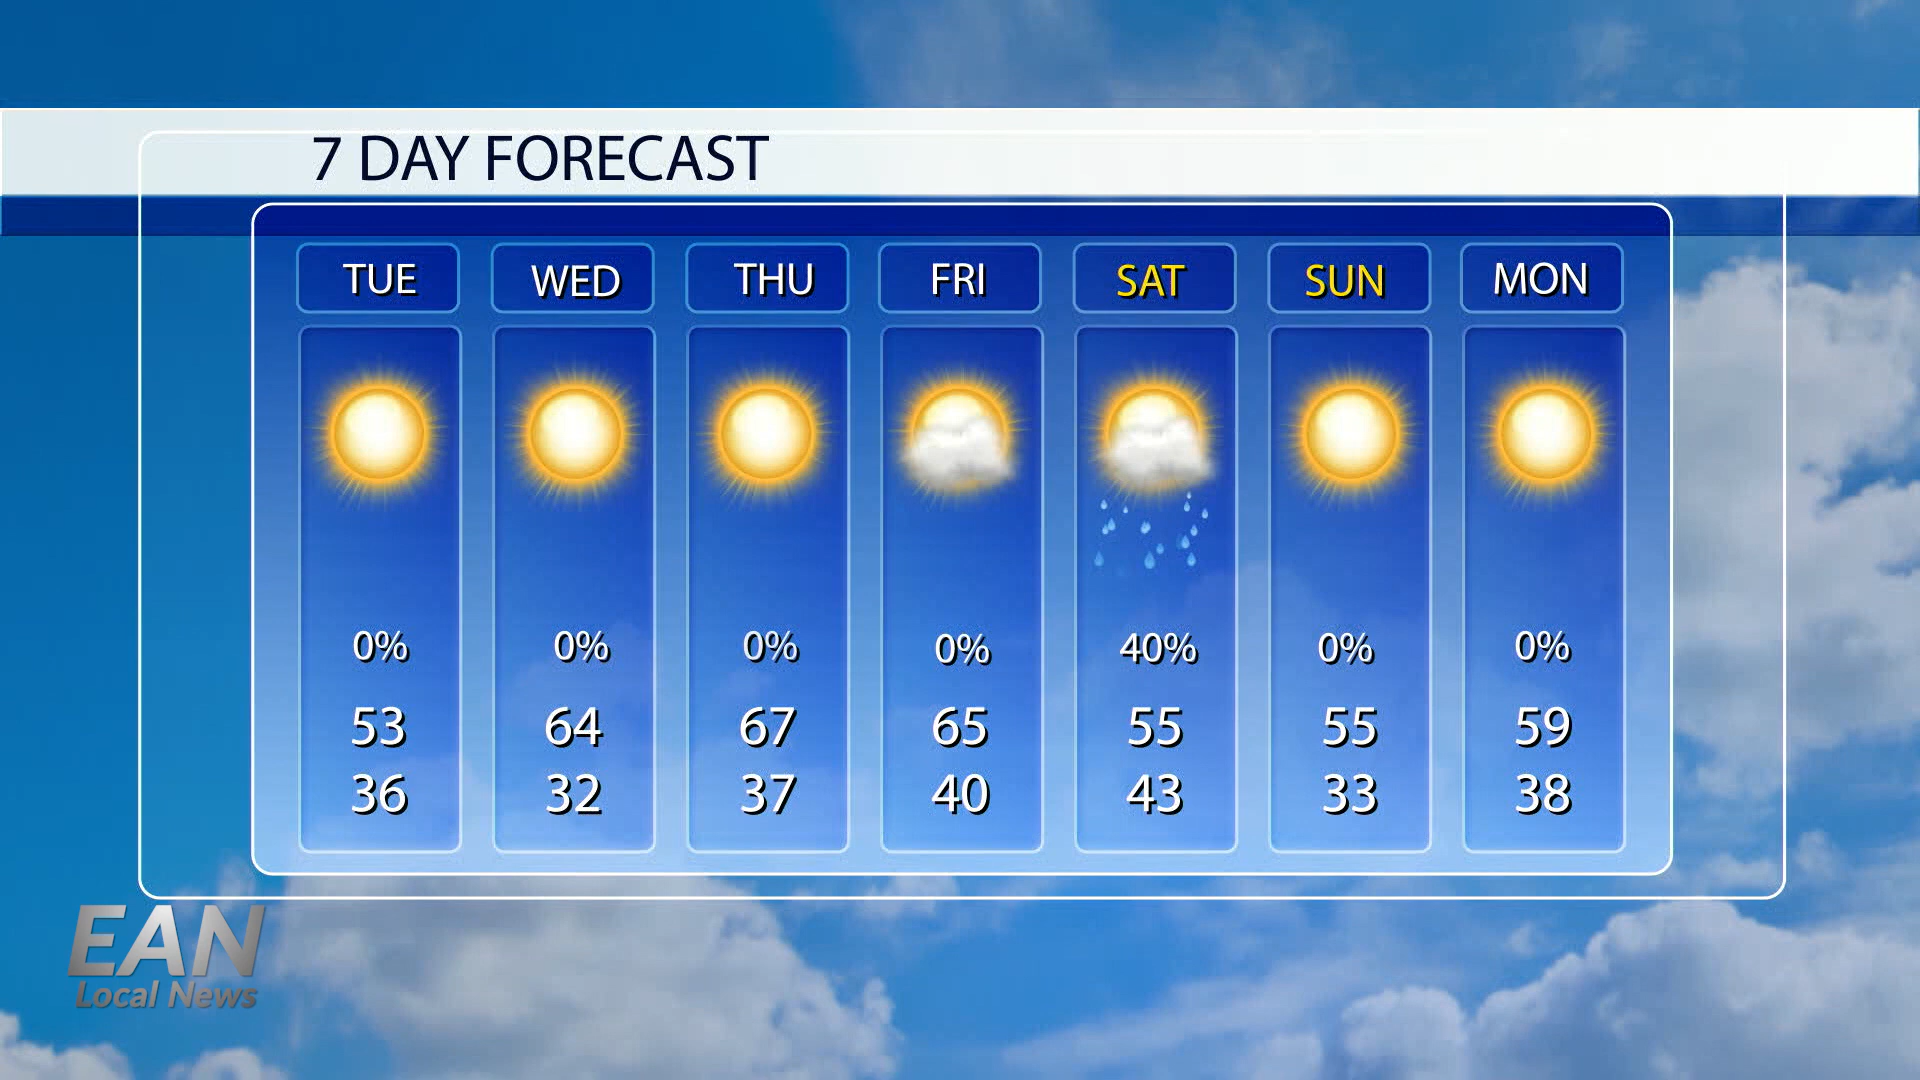 7 DAY FORECAST
TUE WED THU FRI SAT SUN MON
0% 0% 0% 0% 40% 0% 0%
53 64 67 65 55 55 59
36 32 37 40 43 33 38
EAN
Local News